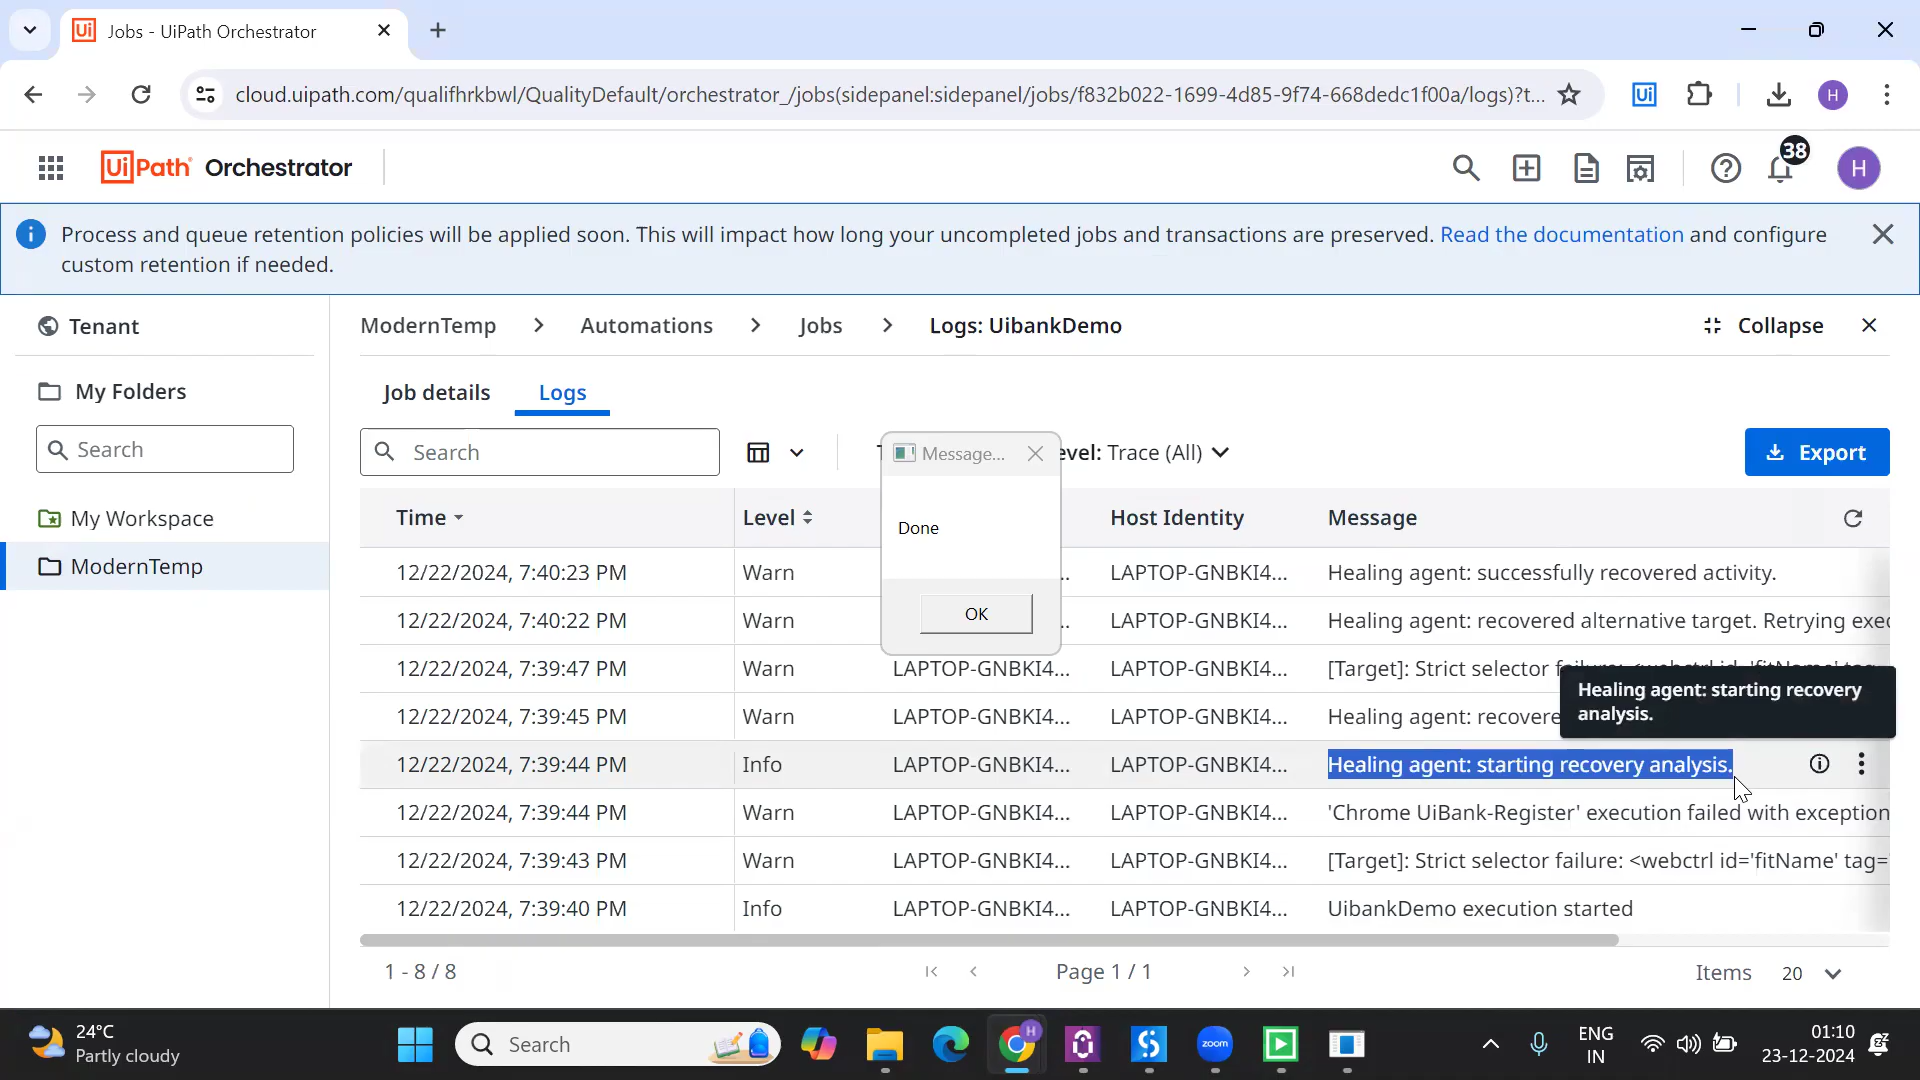 Jobs - UiPath Orchestrator
cloud.uipath.com/qualifhrkbwl/QualityDefault/orchestrator_/jobs(sidepanel:sidepanel/jobs/f832b022-1699-4d85-9f74-668dedc1f00a/logs)?t...
Ui
H
UiPath Orchestrator
38
H
Process and queue retention policies will be applied soon. This will impact how long your uncompleted jobs and transactions are preserved. Read the documentation and configure
custom retention if needed.
Tenant
My Folders
Search
My Workspace
ModernTemp
ModernTemp > Automations > Jobs > Logs: UibankDemo
Collapse
Job details
Logs
Search
evel: Trace (All)
Export
Message...
Done
OK
Time Level Host Identity Message
12/22/2024, 7:40:23 PM Warn .. LAPTOP-GNBKI4... Healing agent: successfully recovered activity.
12/22/2024, 7:40:22 PM Warn .. LAPTOP-GNBKI4... Healing agent: recovered alternative target. Retrying exec
12/22/2024, 7:39:47 PM Warn LAPTOP-GNBKI4... LAPTOP-GNBKI4... [Target]: Strict selector f
12/22/2024, 7:39:45 PM Warn LAPTOP-GNBKI4... LAPTOP-GNBKI4... Healing agent: recovere
Healing agent: starting recovery
analysis.
12/22/2024, 7:39:44 PM Info LAPTOP-GNBKI4... LAPTOP-GNBKI4... Healing agent: starting recovery analysis.
12/22/2024, 7:39:44 PM Warn LAPTOP-GNBKI4... LAPTOP-GNBKI4... 'Chrome UiBank-Register' execution failed with exception
12/22/2024, 7:39:43 PM Warn LAPTOP-GNBKI4... LAPTOP-GNBKI4... [Target]: Strict selector failure: <webctrl id='fitName' tag='
12/22/2024, 7:39:40 PM Info LAPTOP-GNBKI4... LAPTOP-GNBKI4... UibankDemo execution started
1 - 8 / 8
Page 1 / 1
Items 20
24°C
Partly cloudy
Search
H
zoom
ENG
IN
01:10
23-12-2024